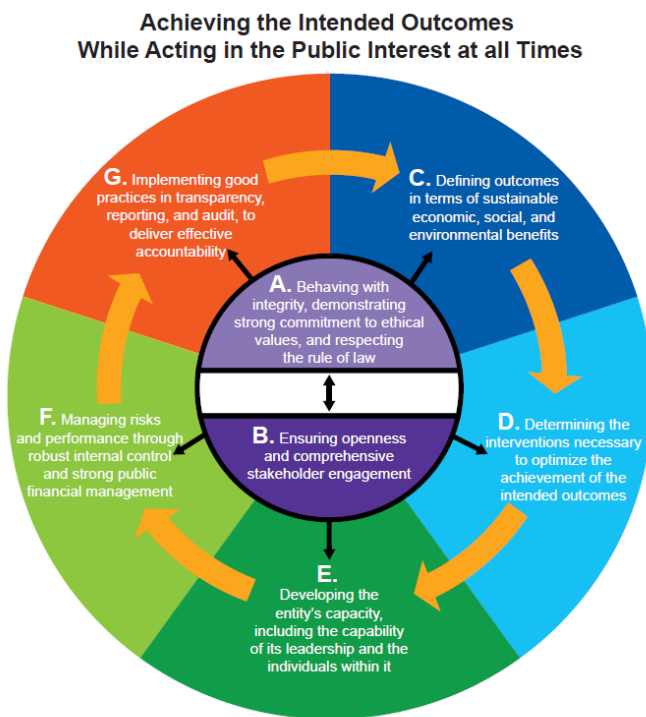 Achieving the Intended Outcomes
While Acting in the Public Interest at all Times
G. Implementing good
practices in transparency,
reporting, and audit, to
deliver effective
accountability
C. Defining outcomes
in terms of sustainable
economic, social, and
environmental benefits
A. Behaving with
integrity, demonstrating
strong commitment to ethical
values, and respecting
the rule of law
B. Ensuring openness
and comprehensive
stakeholder engagement
F. Managing risks
and performance through
robust internal control
and strong public
financial management
D. Determining the
interventions necessary
to optimize the
achievement of the
intended outcomes
E.
Developing the
entity's capacity,
including the capability
of its leadership and the
individuals within it